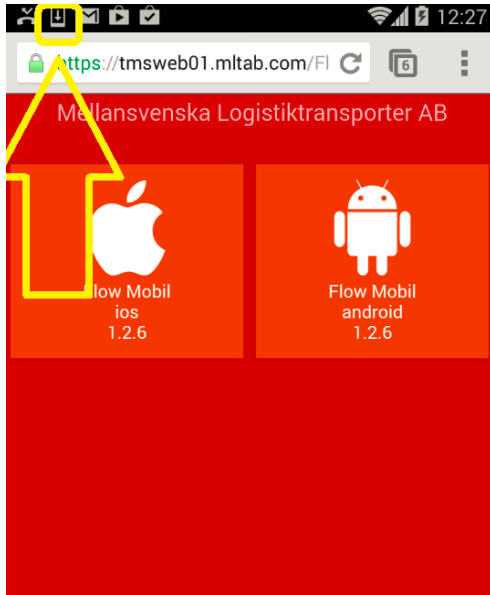 12:27
https://tmsweb01.mltab.com/Fl
6
Mellansvenska Logistiktransporter AB
Flow Mobil
ios
1.2.6
Flow Mobil
android
1.2.6